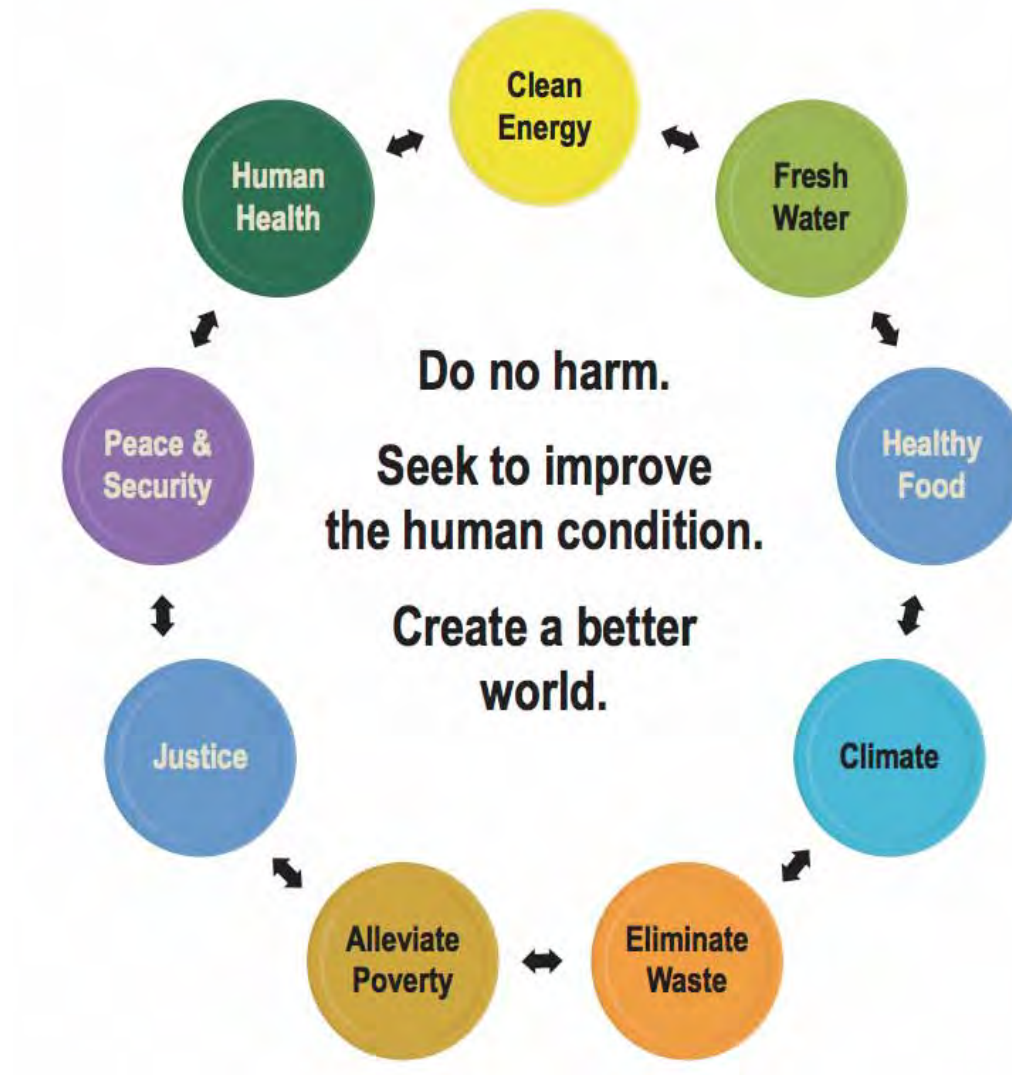 Clean
Energy
Fresh
Water
Healthy
Food
Climate
Eliminate
Waste
Alleviate
Poverty
Justice
Peace &
Security
Human
Health
Do no harm.
Seek to improve
the human condition.
Create a better
world.